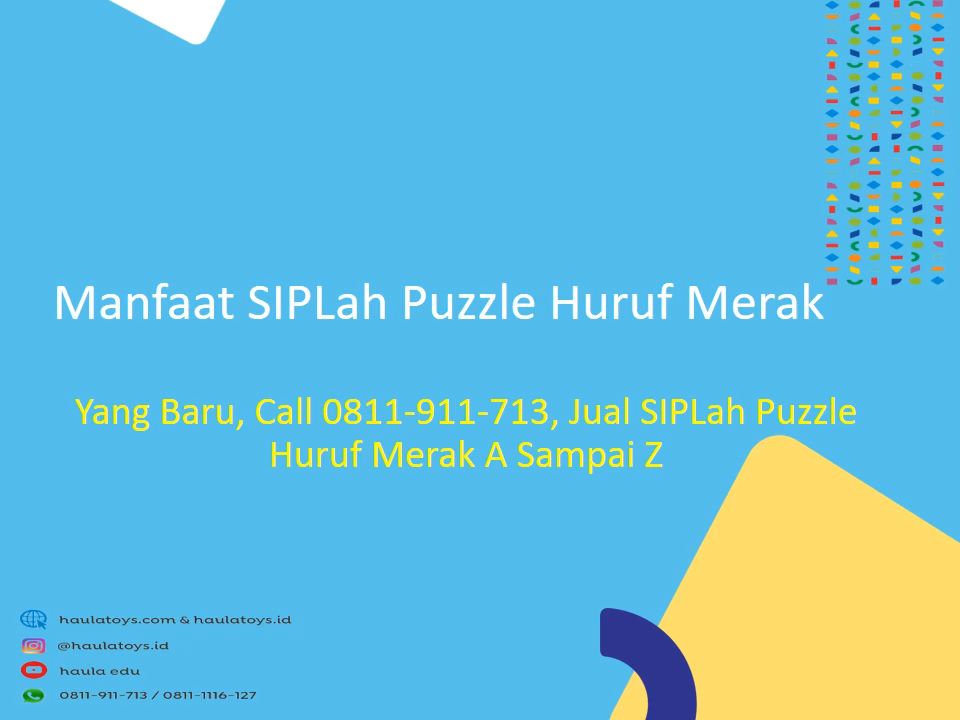 Manfaat SIPLah Puzzle Huruf Merak
Yang Baru, Call 0811-911-713, Jual SIPLah Puzzle
Huruf Merak A Sampai Z
haulatoys.com & haulatoys.id
@haulatoys.id
haula edu
0811-911-713 / 0811-1116-127